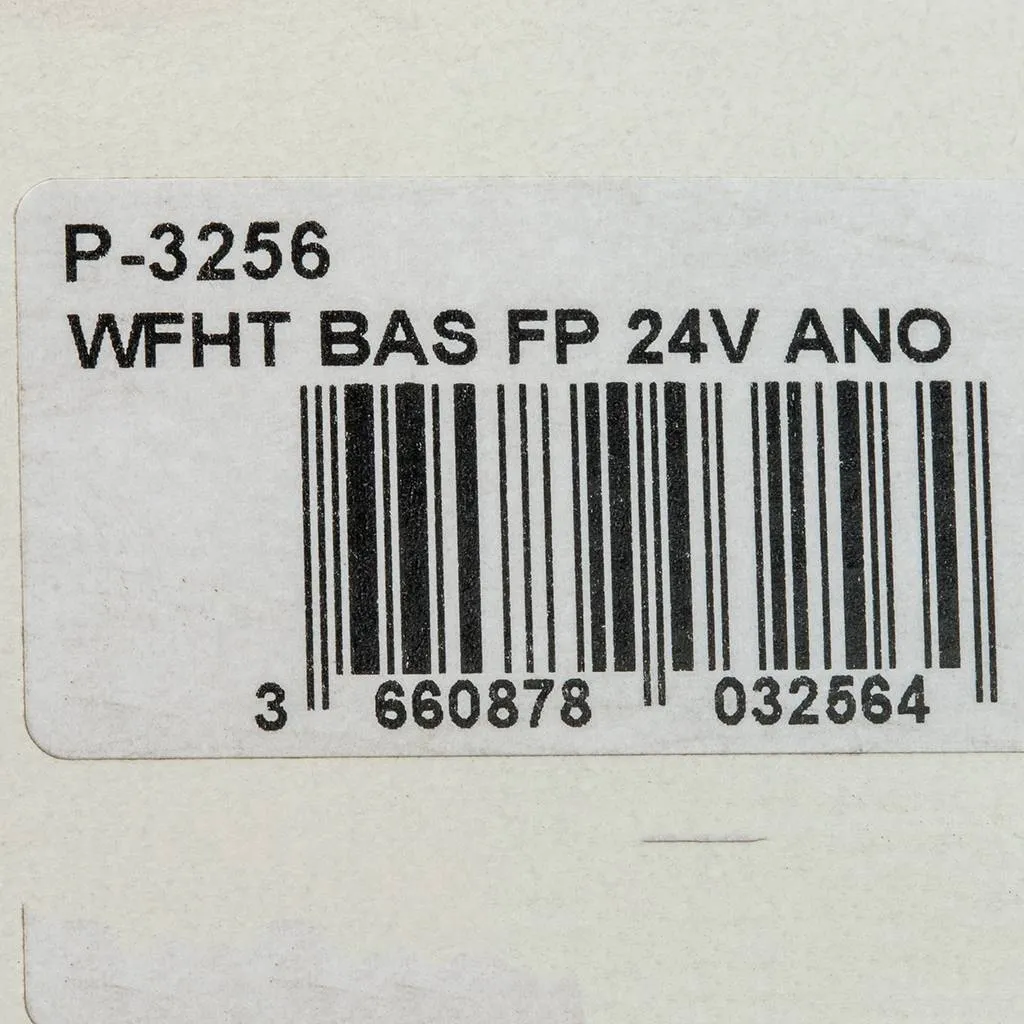 P-3256
WFHT BAS FP 24V ANO
3 660878 032564